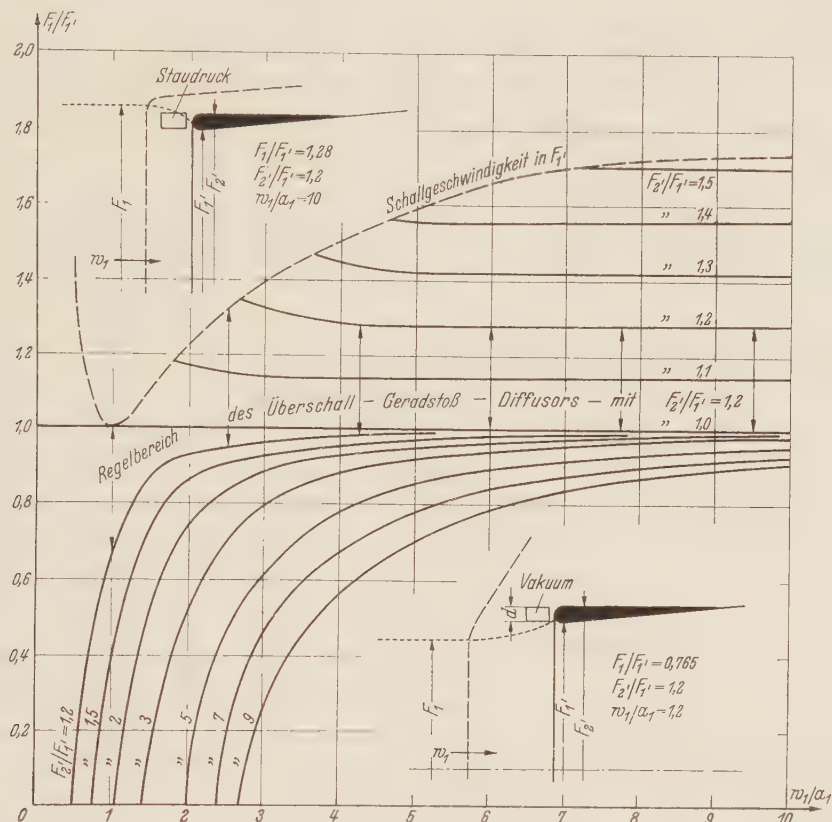 F₁/F₁'
2,0
1,8
1,6
1,4
1,2
1,0
0,8
0,6
0,4
0,2
0
Staudruck
F₁
F₁'
F₂'
w₁
F₁/F₁'=1,28
F₂'/F₁'=1,2
w₁/a₁=10
Schallgeschwindigkeit in F₁'
F₂'/F₁'=1,5
" 1,4
" 1,3
" 1,2
" 1,1
F₂'/F₁'=1,2
" 1,0
Regelbereich des Überschall – Geradstoß – Diffusors – mit
Vakuum
d
F₁
F₁'
F₂'
w₁
F₁/F₁'=0,765
F₂'/F₁'=1,2
w₁/a₁=1,2
F₂'/F₁'=1,2
" 1,5
" 2
" 3
" 5
" 7
" 9
1 2 3 4 5 6 7 8 9 10
w₁/a₁